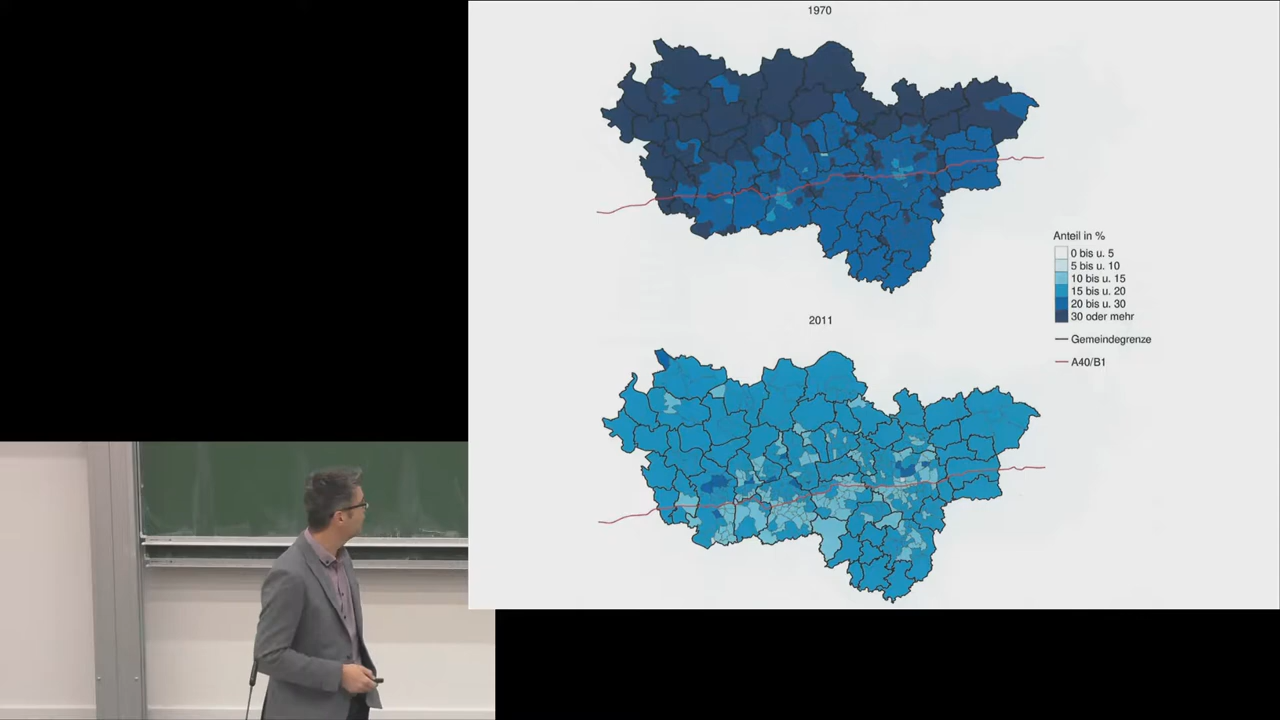 1970
Anteil in %
0 bis u. 5
5 bis u. 10
10 bis u. 15
15 bis u. 20
20 bis u. 30
30 oder mehr
Gemeindegrenze
A40/B1
2011